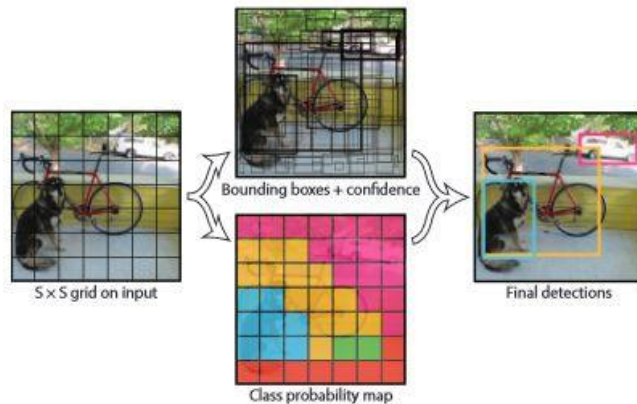 Bounding boxes + confidence
S × S grid on input
Final detections
Class probability map